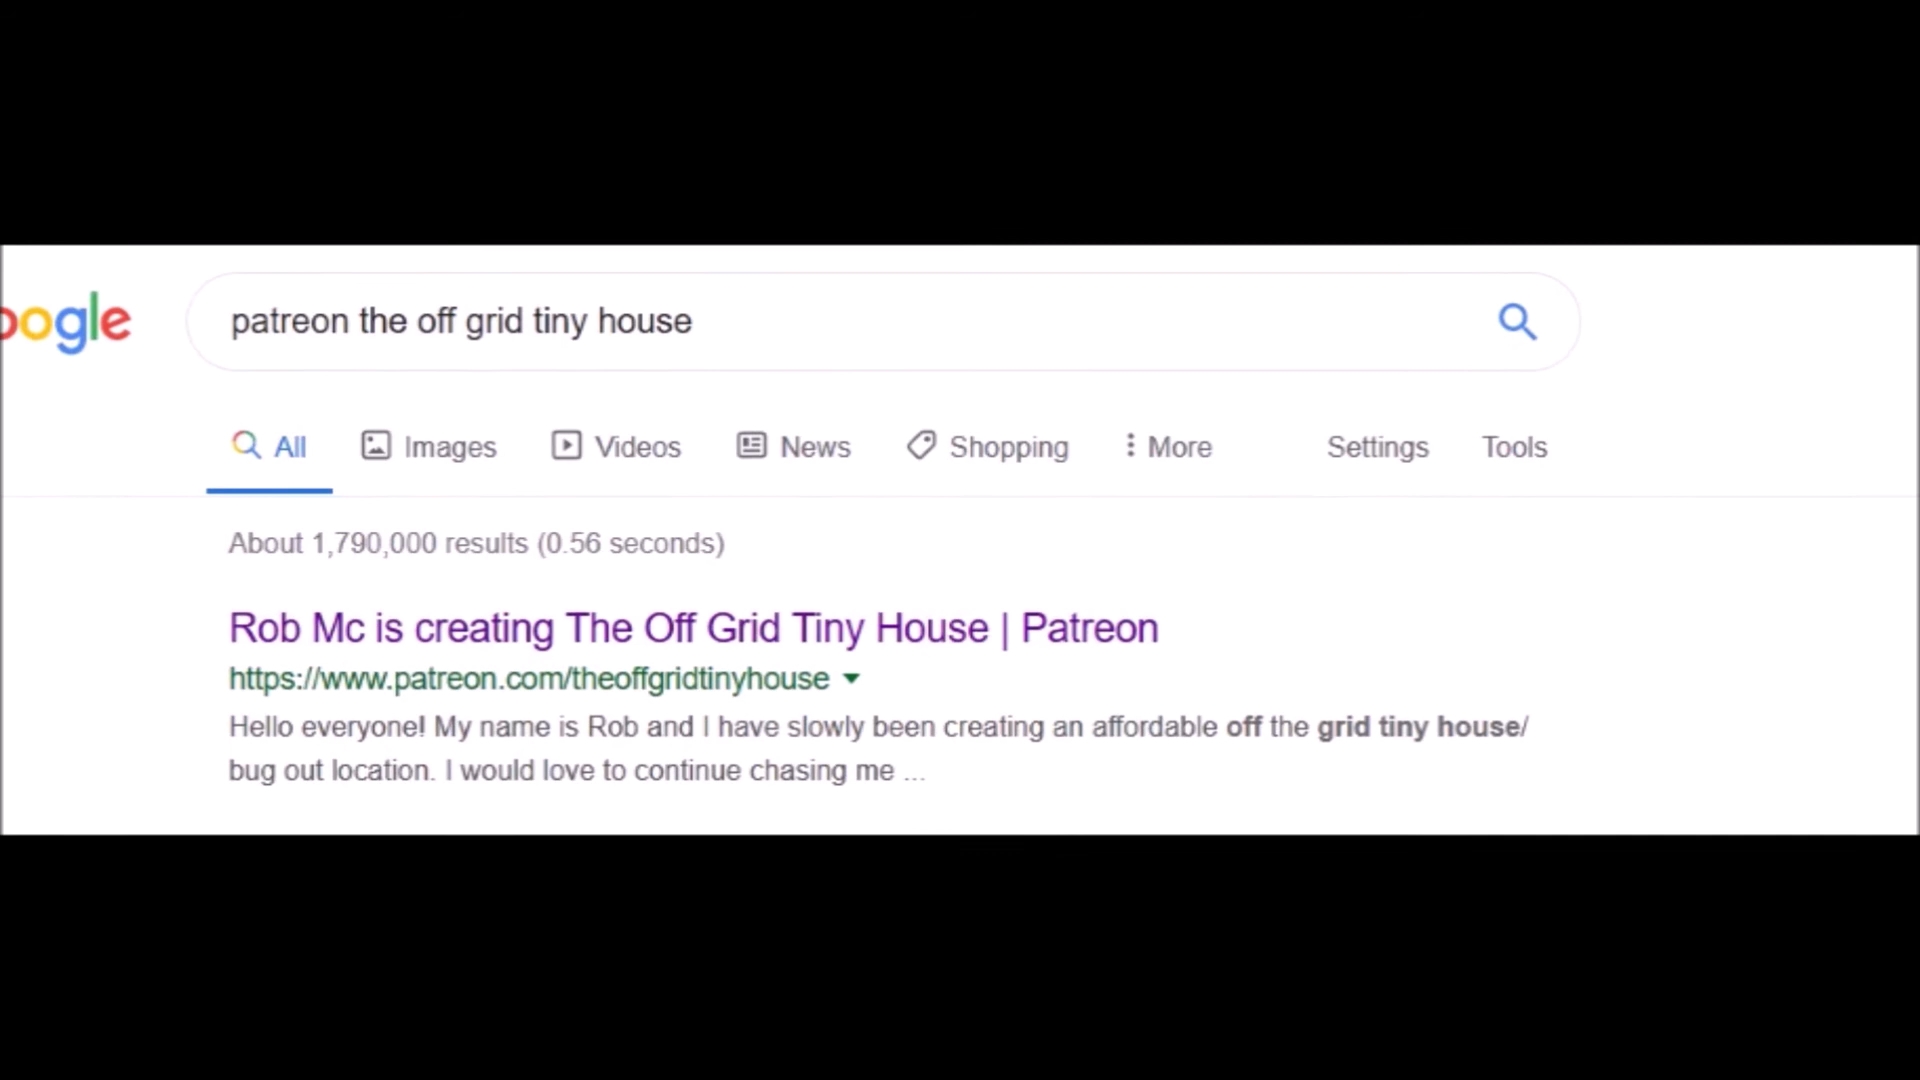 oogle
patreon the off grid tiny house
All Images Videos News Shopping More Settings Tools
About 1,790,000 results (0.56 seconds)
Rob Mc is creating The Off Grid Tiny House | Patreon
https://www.patreon.com/theoffgridtinyhouse
Hello everyone! My name is Rob and I have slowly been creating an affordable off the grid tiny house/
bug out location. I would love to continue chasing me ...